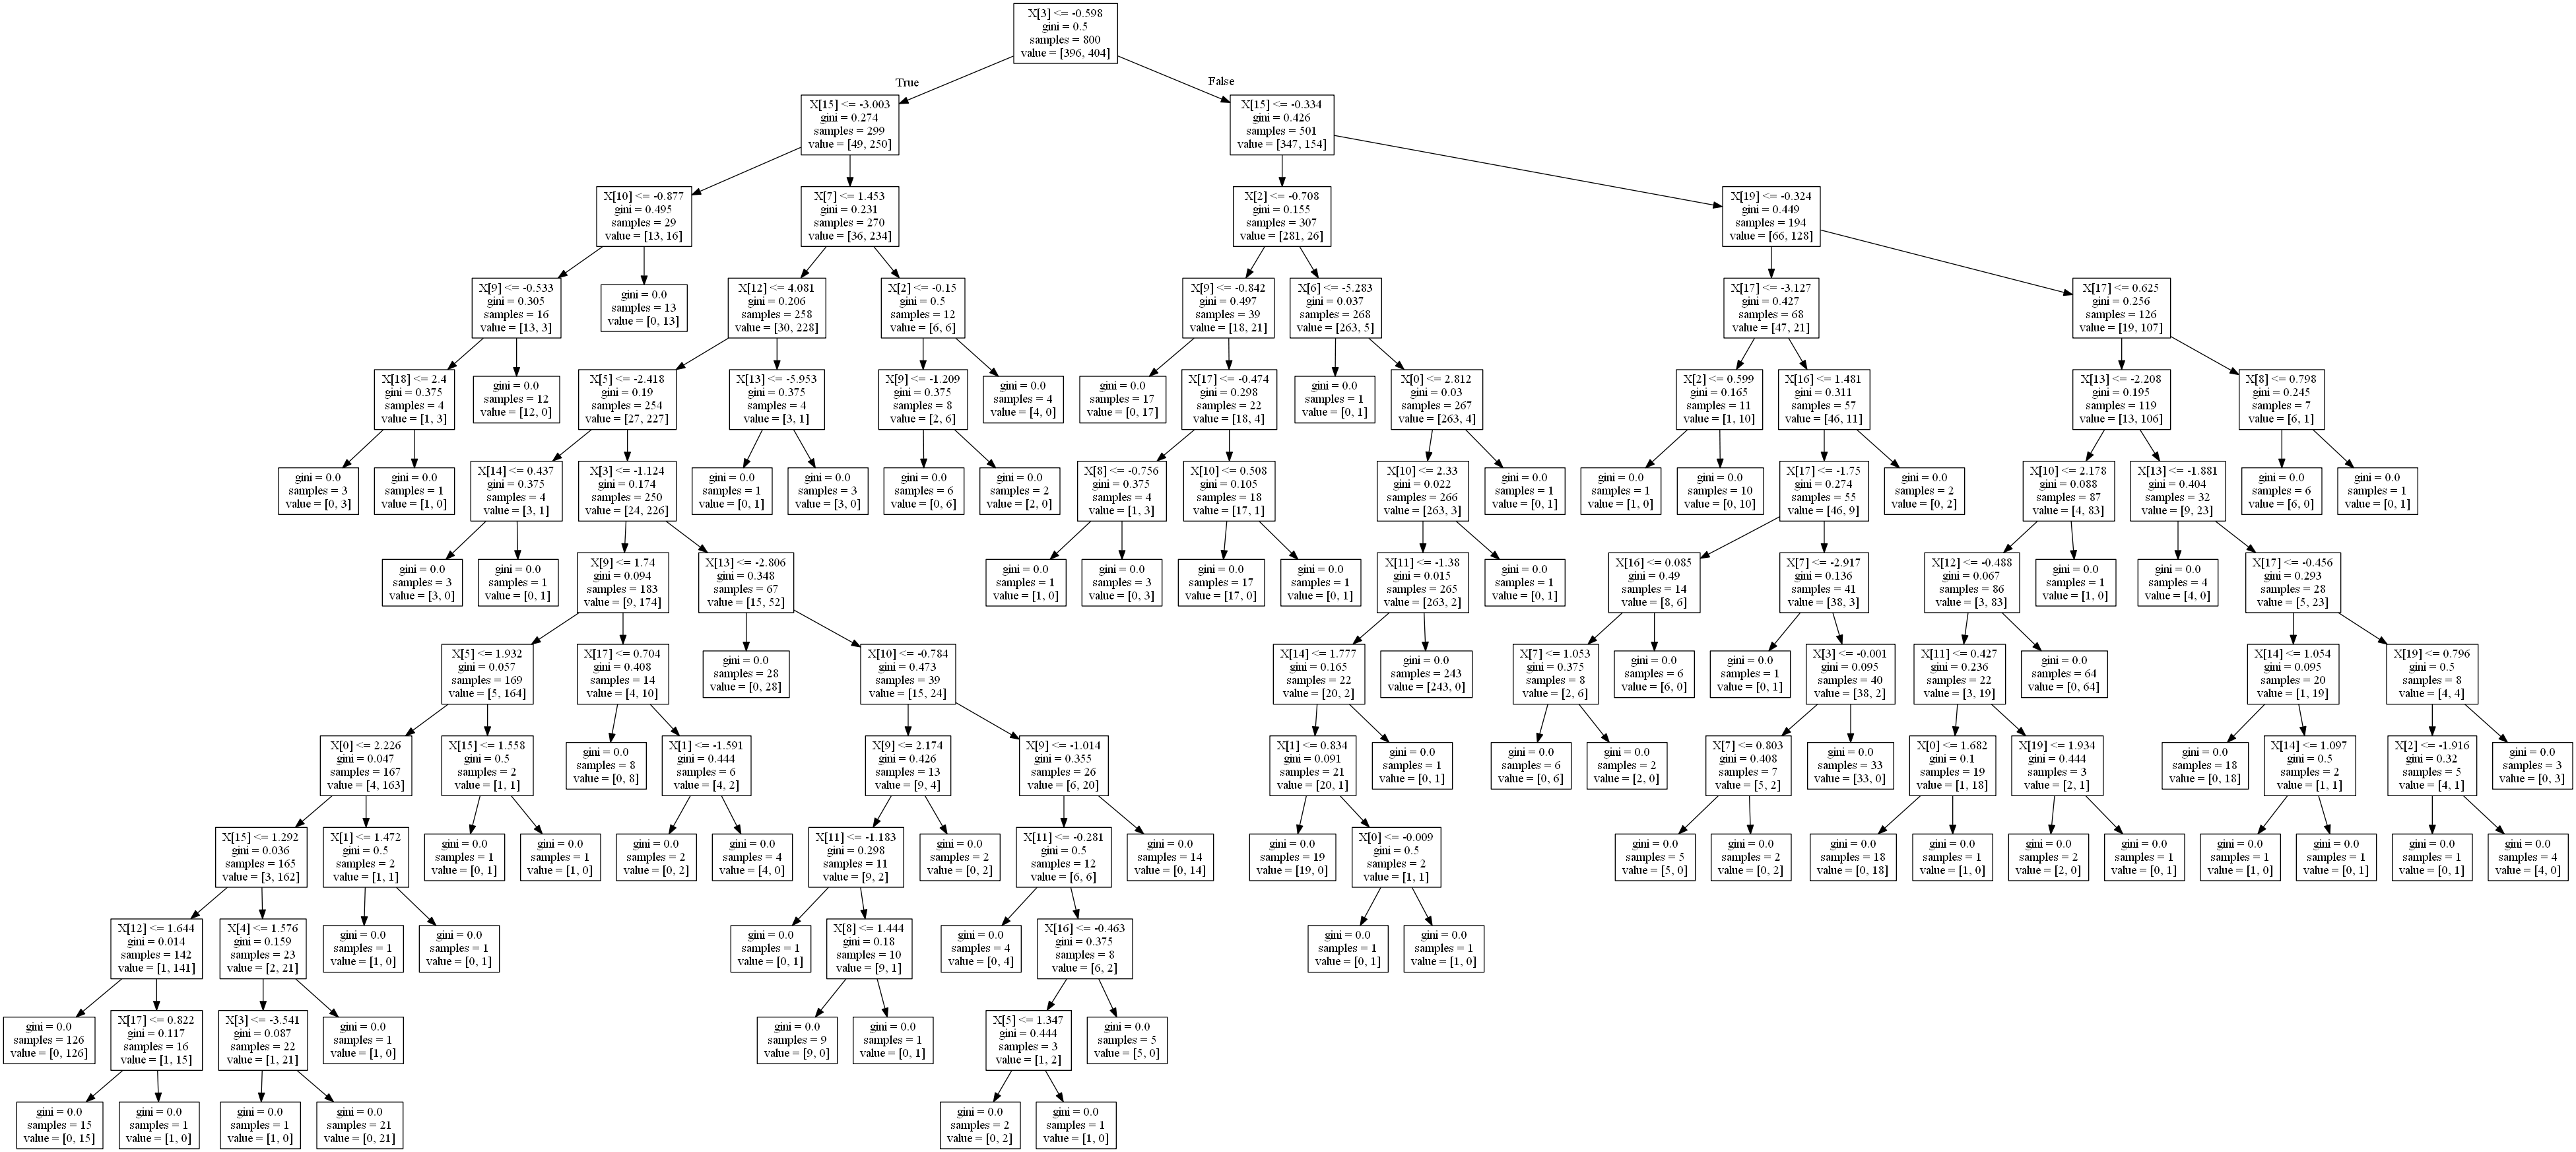 X[3] <= -0.598
gini = 0.5
samples = 800
value = [396, 404]
True
False
X[15] <= -3.003
gini = 0.274
samples = 299
value = [49, 250]
X[15] <= -0.334
gini = 0.426
samples = 501
value = [347, 154]
X[10] <= -0.877
gini = 0.495
samples = 29
value = [13, 16]
X[7] <= 1.453
gini = 0.231
samples = 270
value = [36, 234]
X[2] <= -0.708
gini = 0.155
samples = 307
value = [281, 26]
X[19] <= -0.324
gini = 0.449
samples = 194
value = [66, 128]
X[9] <= -0.533
gini = 0.305
samples = 16
value = [13, 3]
gini = 0.0
samples = 13
value = [0, 13]
X[12] <= 4.081
gini = 0.206
samples = 258
value = [30, 228]
X[2] <= -0.15
gini = 0.5
samples = 12
value = [6, 6]
X[9] <= -0.842
gini = 0.497
samples = 39
value = [18, 21]
X[6] <= -5.283
gini = 0.037
samples = 268
value = [263, 5]
X[17] <= -3.127
gini = 0.427
samples = 68
value = [47, 21]
X[17] <= 0.625
gini = 0.256
samples = 126
value = [19, 107]
X[18] <= 2.4
gini = 0.375
samples = 4
value = [1, 3]
gini = 0.0
samples = 12
value = [12, 0]
X[5] <= -2.418
gini = 0.19
samples = 254
value = [27, 227]
X[13] <= -5.953
gini = 0.375
samples = 4
value = [3, 1]
X[9] <= -1.209
gini = 0.375
samples = 8
value = [2, 6]
gini = 0.0
samples = 4
value = [4, 0]
gini = 0.0
samples = 17
value = [0, 17]
X[17] <= -0.474
gini = 0.298
samples = 22
value = [18, 4]
gini = 0.0
samples = 1
value = [0, 1]
X[0] <= 2.812
gini = 0.03
samples = 267
value = [263, 4]
X[2] <= 0.599
gini = 0.165
samples = 11
value = [1, 10]
X[16] <= 1.481
gini = 0.311
samples = 57
value = [46, 11]
X[13] <= -2.208
gini = 0.195
samples = 119
value = [13, 106]
X[8] <= 0.798
gini = 0.245
samples = 7
value = [6, 1]
gini = 0.0
samples = 3
value = [0, 3]
gini = 0.0
samples = 1
value = [1, 0]
X[14] <= 0.437
gini = 0.375
samples = 4
value = [3, 1]
X[3] <= -1.124
gini = 0.174
samples = 250
value = [24, 226]
gini = 0.0
samples = 1
value = [0, 1]
gini = 0.0
samples = 3
value = [3, 0]
gini = 0.0
samples = 6
value = [0, 6]
gini = 0.0
samples = 2
value = [2, 0]
X[8] <= -0.756
gini = 0.375
samples = 4
value = [1, 3]
X[10] <= 0.508
gini = 0.105
samples = 18
value = [17, 1]
X[10] <= 2.33
gini = 0.022
samples = 266
value = [263, 3]
gini = 0.0
samples = 1
value = [0, 1]
gini = 0.0
samples = 1
value = [1, 0]
gini = 0.0
samples = 10
value = [0, 10]
X[17] <= -1.75
gini = 0.274
samples = 55
value = [46, 9]
gini = 0.0
samples = 2
value = [0, 2]
X[10] <= 2.178
gini = 0.088
samples = 87
value = [4, 83]
X[13] <= -1.881
gini = 0.404
samples = 32
value = [9, 23]
gini = 0.0
samples = 6
value = [6, 0]
gini = 0.0
samples = 1
value = [0, 1]
gini = 0.0
samples = 3
value = [3, 0]
gini = 0.0
samples = 1
value = [0, 1]
X[9] <= 1.74
gini = 0.094
samples = 183
value = [9, 174]
X[13] <= -2.806
gini = 0.348
samples = 67
value = [15, 52]
gini = 0.0
samples = 1
value = [1, 0]
gini = 0.0
samples = 3
value = [0, 3]
gini = 0.0
samples = 17
value = [17, 0]
gini = 0.0
samples = 1
value = [0, 1]
X[11] <= -1.38
gini = 0.015
samples = 265
value = [263, 2]
gini = 0.0
samples = 1
value = [0, 1]
X[16] <= 0.085
gini = 0.49
samples = 14
value = [8, 6]
X[7] <= -2.917
gini = 0.136
samples = 41
value = [38, 3]
X[12] <= -0.488
gini = 0.067
samples = 86
value = [3, 83]
gini = 0.0
samples = 1
value = [1, 0]
gini = 0.0
samples = 4
value = [4, 0]
X[17] <= -0.456
gini = 0.293
samples = 28
value = [5, 23]
X[5] <= 1.932
gini = 0.057
samples = 169
value = [5, 164]
X[17] <= 0.704
gini = 0.408
samples = 14
value = [4, 10]
gini = 0.0
samples = 28
value = [0, 28]
X[10] <= -0.784
gini = 0.473
samples = 39
value = [15, 24]
X[14] <= 1.777
gini = 0.165
samples = 22
value = [20, 2]
gini = 0.0
samples = 243
value = [243, 0]
X[7] <= 1.053
gini = 0.375
samples = 8
value = [2, 6]
gini = 0.0
samples = 6
value = [6, 0]
gini = 0.0
samples = 1
value = [0, 1]
X[3] <= -0.001
gini = 0.095
samples = 40
value = [38, 2]
X[11] <= 0.427
gini = 0.236
samples = 22
value = [3, 19]
gini = 0.0
samples = 64
value = [0, 64]
X[14] <= 1.054
gini = 0.095
samples = 20
value = [1, 19]
X[19] <= 0.796
gini = 0.5
samples = 8
value = [4, 4]
X[0] <= 2.226
gini = 0.047
samples = 167
value = [4, 163]
X[15] <= 1.558
gini = 0.5
samples = 2
value = [1, 1]
gini = 0.0
samples = 8
value = [0, 8]
X[1] <= -1.591
gini = 0.444
samples = 6
value = [4, 2]
X[9] <= 2.174
gini = 0.426
samples = 13
value = [9, 4]
X[9] <= -1.014
gini = 0.355
samples = 26
value = [6, 20]
X[1] <= 0.834
gini = 0.091
samples = 21
value = [20, 1]
gini = 0.0
samples = 1
value = [0, 1]
gini = 0.0
samples = 6
value = [0, 6]
gini = 0.0
samples = 2
value = [2, 0]
X[7] <= 0.803
gini = 0.408
samples = 7
value = [5, 2]
gini = 0.0
samples = 33
value = [33, 0]
X[0] <= 1.682
gini = 0.1
samples = 19
value = [1, 18]
X[19] <= 1.934
gini = 0.444
samples = 3
value = [2, 1]
gini = 0.0
samples = 18
value = [0, 18]
X[14] <= 1.097
gini = 0.5
samples = 2
value = [1, 1]
X[2] <= -1.916
gini = 0.32
samples = 5
value = [4, 1]
gini = 0.0
samples = 3
value = [0, 3]
X[15] <= 1.292
gini = 0.036
samples = 165
value = [3, 162]
X[1] <= 1.472
gini = 0.5
samples = 2
value = [1, 1]
gini = 0.0
samples = 1
value = [0, 1]
gini = 0.0
samples = 1
value = [1, 0]
gini = 0.0
samples = 2
value = [0, 2]
gini = 0.0
samples = 4
value = [4, 0]
X[11] <= -1.183
gini = 0.298
samples = 11
value = [9, 2]
gini = 0.0
samples = 2
value = [0, 2]
X[11] <= -0.281
gini = 0.5
samples = 12
value = [6, 6]
gini = 0.0
samples = 14
value = [0, 14]
gini = 0.0
samples = 19
value = [19, 0]
X[0] <= -0.009
gini = 0.5
samples = 2
value = [1, 1]
gini = 0.0
samples = 5
value = [5, 0]
gini = 0.0
samples = 2
value = [0, 2]
gini = 0.0
samples = 18
value = [0, 18]
gini = 0.0
samples = 1
value = [1, 0]
gini = 0.0
samples = 2
value = [2, 0]
gini = 0.0
samples = 1
value = [0, 1]
gini = 0.0
samples = 1
value = [1, 0]
gini = 0.0
samples = 1
value = [0, 1]
gini = 0.0
samples = 1
value = [0, 1]
gini = 0.0
samples = 4
value = [4, 0]
X[12] <= 1.644
gini = 0.014
samples = 142
value = [1, 141]
X[4] <= 1.576
gini = 0.159
samples = 23
value = [2, 21]
gini = 0.0
samples = 1
value = [1, 0]
gini = 0.0
samples = 1
value = [0, 1]
gini = 0.0
samples = 1
value = [0, 1]
X[8] <= 1.444
gini = 0.18
samples = 10
value = [9, 1]
gini = 0.0
samples = 4
value = [0, 4]
X[16] <= -0.463
gini = 0.375
samples = 8
value = [6, 2]
gini = 0.0
samples = 1
value = [0, 1]
gini = 0.0
samples = 1
value = [1, 0]
gini = 0.0
samples = 126
value = [0, 126]
X[17] <= 0.822
gini = 0.117
samples = 16
value = [1, 15]
X[3] <= -3.541
gini = 0.087
samples = 22
value = [1, 21]
gini = 0.0
samples = 1
value = [1, 0]
gini = 0.0
samples = 9
value = [9, 0]
gini = 0.0
samples = 1
value = [0, 1]
X[5] <= 1.347
gini = 0.444
samples = 3
value = [1, 2]
gini = 0.0
samples = 5
value = [5, 0]
gini = 0.0
samples = 15
value = [0, 15]
gini = 0.0
samples = 1
value = [1, 0]
gini = 0.0
samples = 1
value = [1, 0]
gini = 0.0
samples = 21
value = [0, 21]
gini = 0.0
samples = 2
value = [0, 2]
gini = 0.0
samples = 1
value = [1, 0]